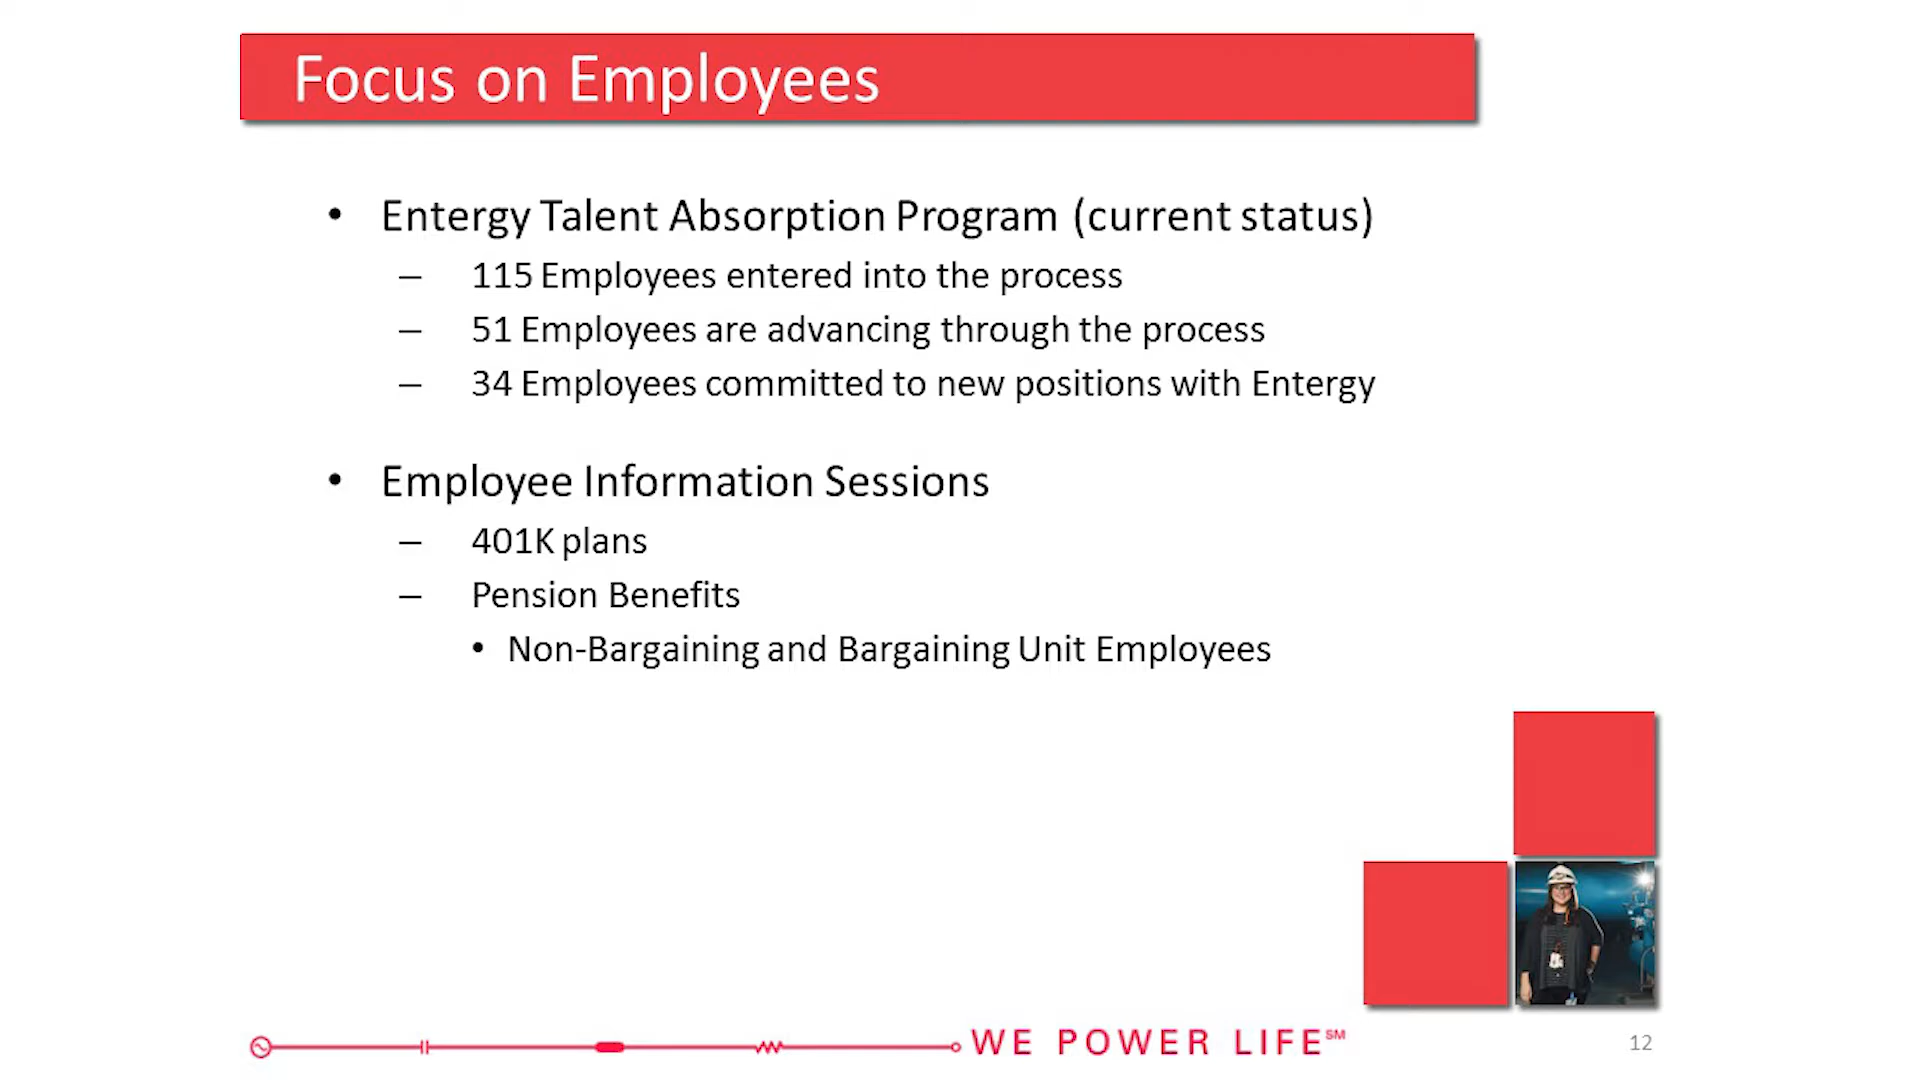 Focus on Employees
• Entergy Talent Absorption Program (current status)
– 115 Employees entered into the process
– 51 Employees are advancing through the process
– 34 Employees committed to new positions with Entergy
• Employee Information Sessions
– 401K plans
– Pension Benefits
• Non-Bargaining and Bargaining Unit Employees
WE POWER LIFE℠
12